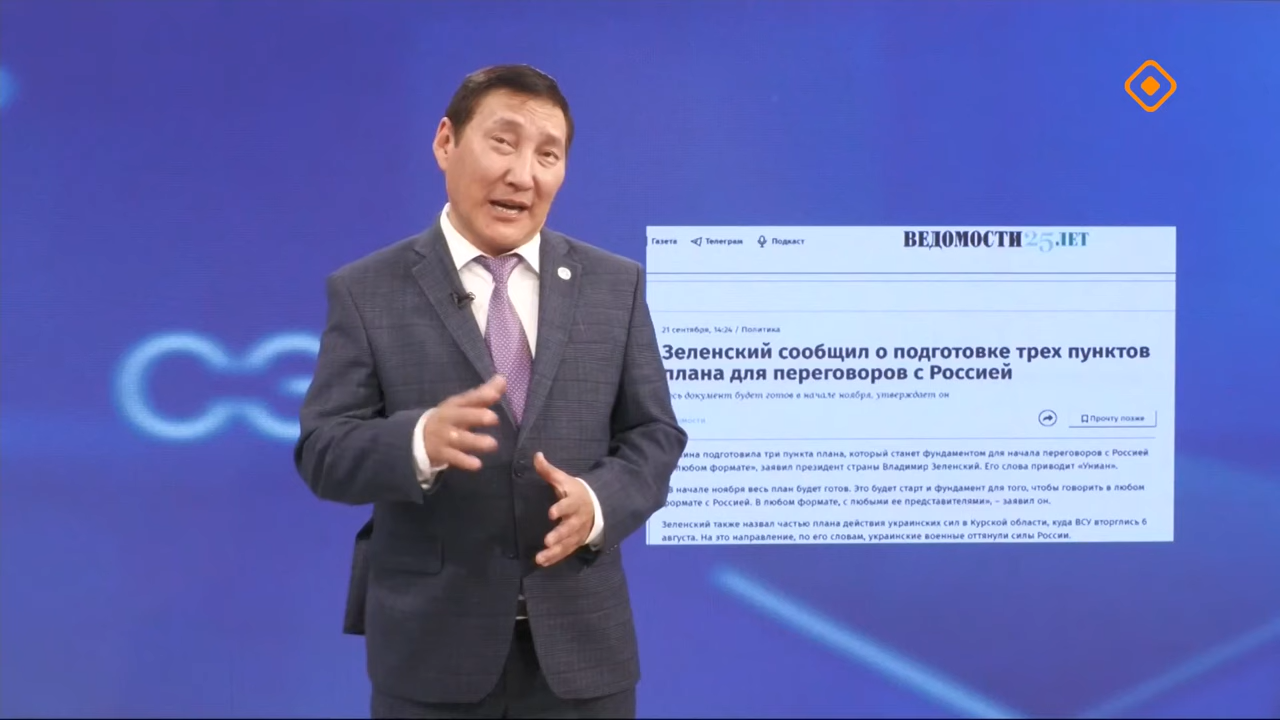 Газета Телеграм Подкаст ВЕДОМОСТИ 25 ЛЕТ
21 сентября, 14:24 / Политика
Зеленский сообщил о подготовке трех пунктов
плана для переговоров с Россией
документ будет готов в начале ноября, утверждает он
Прочту позже
подготовила три пункта плана, который станет фундаментом для начала переговоров с Россией
любом формате», заявил президент страны Владимир Зеленский. Его слова приводит «Униан».
В начале ноября весь план будет готов. Это будет старт и фундамент для того, чтобы говорить в любом
формате с Россией. В любом формате, с любыми ее представителями», – заявил он.
Зеленский также назвал частью плана действия украинских сил в Курской области, куда ВСУ вторглись 6
августа. На это направление, по его словам, украинские военные оттянули силы России.